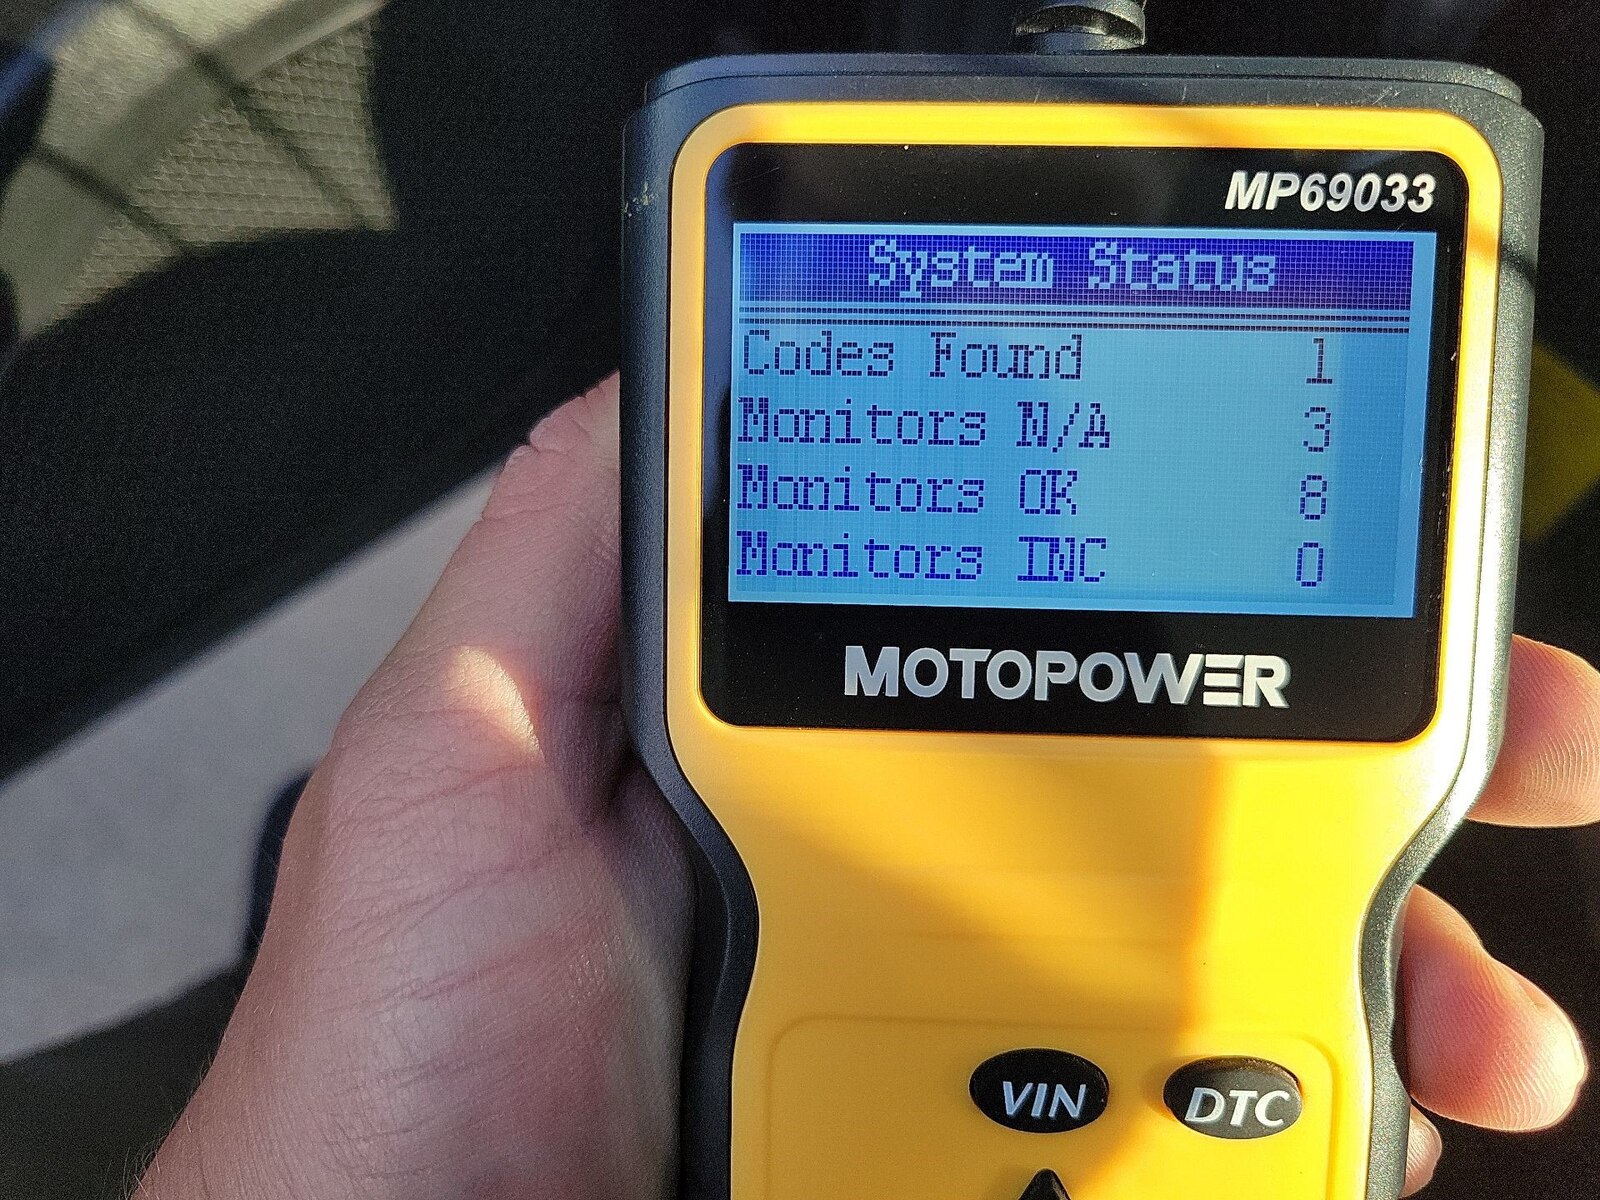 MP69033
System Status
Codes Found 1
Monitors N/A 3
Monitors OK 8
Monitors INC 0
MOTOPOWER
VIN DTC